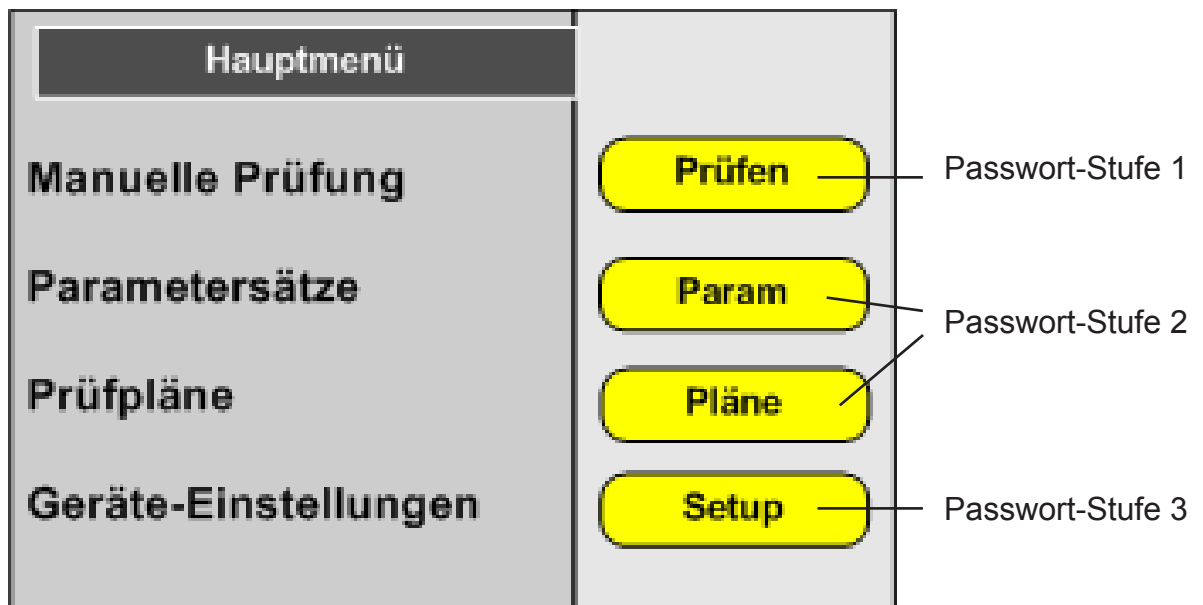 Hauptmenü
Manuelle Prüfung
Prüfen
Passwort-Stufe 1
Parametersätze
Param
Passwort-Stufe 2
Prüfpläne
Pläne
Geräte-Einstellungen
Setup
Passwort-Stufe 3